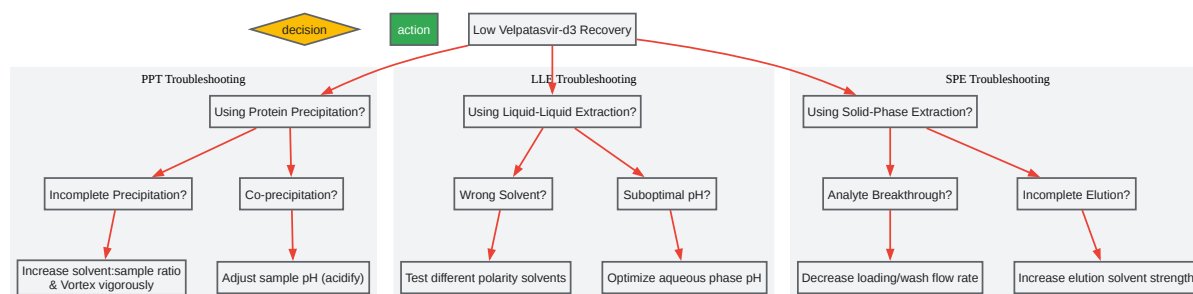 decision
action
Low Velpatasvir-d3 Recovery
PPT Troubleshooting
LLE Troubleshooting
SPE Troubleshooting
Using Protein Precipitation?
Using Liquid-Liquid Extraction?
Using Solid-Phase Extraction?
Incomplete Precipitation?
Co-precipitation?
Wrong Solvent?
Suboptimal pH?
Analyte Breakthrough?
Incomplete Elution?
Increase solvent:sample ratio
& Vortex vigorously
Adjust sample pH (acidify)
Test different polarity solvents
Optimize aqueous phase pH
Decrease loading/wash flow rate
Increase elution solvent strength